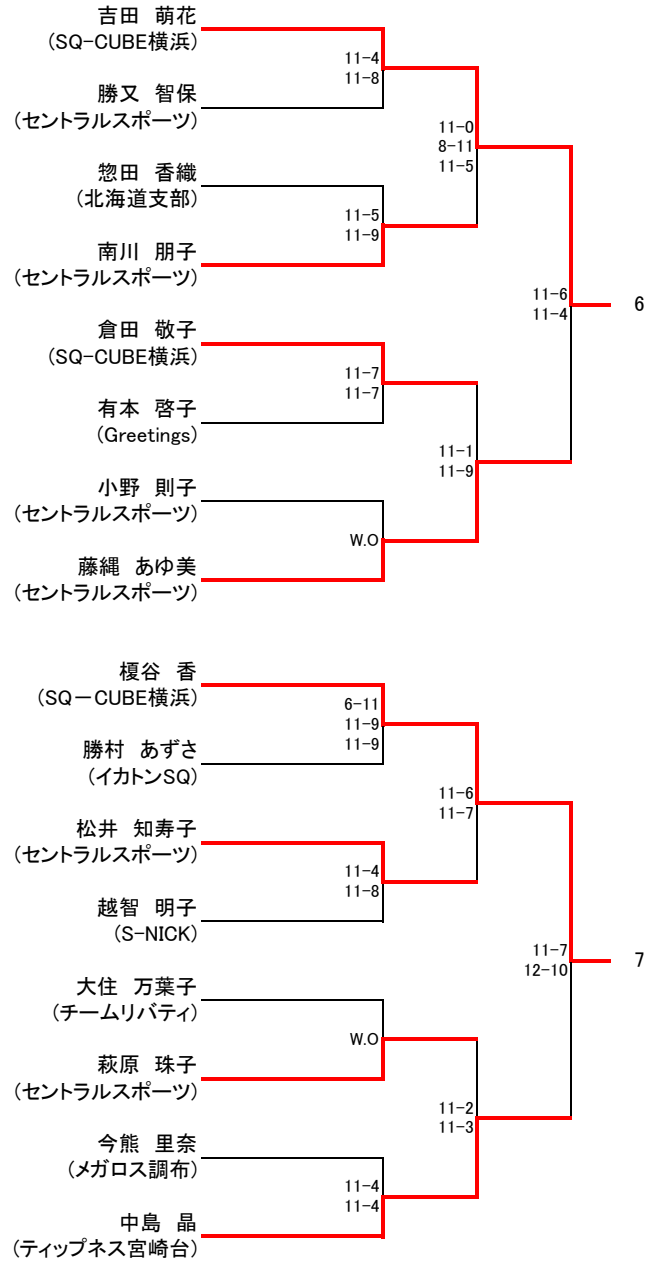 吉田　萌花
(SQ-CUBE横浜)
11-4
11-8
勝又　智保
(セントラルスポーツ)
11-0
8-11
11-5
惣田　香織
(北海道支部)
11-5
11-9
南川　朋子
(セントラルスポーツ)
11-6
11-4
6
倉田　敬子
(SQ-CUBE横浜)
11-7
11-7
有本　啓子
(Greetings)
11-1
11-9
小野　則子
(セントラルスポーツ)
W.O
藤縄　あゆ美
(セントラルスポーツ)
榎谷　香
(SQーCUBE横浜)
6-11
11-9
11-9
勝村　あずさ
(イカトンSQ)
11-6
11-7
松井　知寿子
(セントラルスポーツ)
11-4
11-8
越智　明子
(S-NICK)
11-7
12-10
7
大住　万葉子
(チームリバティ)
W.O
萩原　珠子
(セントラルスポーツ)
11-2
11-3
今熊　里奈
(メガロス調布)
11-4
11-4
中島　晶
(ティップネス宮崎台)